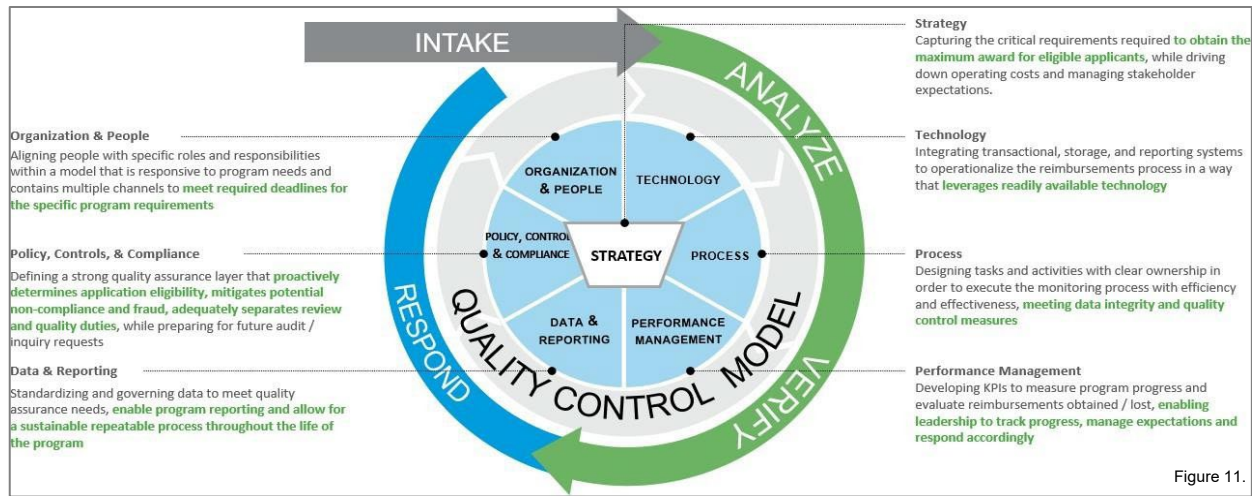 INTAKE
ANALYZE
VERIFY
RESPOND
QUALITY CONTROL MODEL
ORGANIZATION
& PEOPLE
TECHNOLOGY
POLICY, CONTROL
& COMPLIANCE
STRATEGY
PROCESS
DATA &
REPORTING
PERFORMANCE
MANAGEMENT
Organization & People
Aligning people with specific roles and responsibilities
within a model that is responsive to program needs and
contains multiple channels to meet required deadlines for
the specific program requirements
Policy, Controls, & Compliance
Defining a strong quality assurance layer that proactively
determines application eligibility, mitigates potential
non-compliance and fraud, adequately separates review
and quality duties, while preparing for future audit /
inquiry requests
Data & Reporting
Standardizing and governing data to meet quality
assurance needs, enable program reporting and allow for
a sustainable repeatable process throughout the life of
the program
Strategy
Capturing the critical requirements required to obtain the
maximum award for eligible applicants, while driving
down operating costs and managing stakeholder
expectations.
Technology
Integrating transactional, storage, and reporting systems
to operationalize the reimbursements process in a way
that leverages readily available technology
Process
Designing tasks and activities with clear ownership in
order to execute the monitoring process with efficiency
and effectiveness, meeting data integrity and quality
control measures
Performance Management
Developing KPIs to measure program progress and
evaluate reimbursements obtained / lost, enabling
leadership to track progress, manage expectations and
respond accordingly
Figure 11.